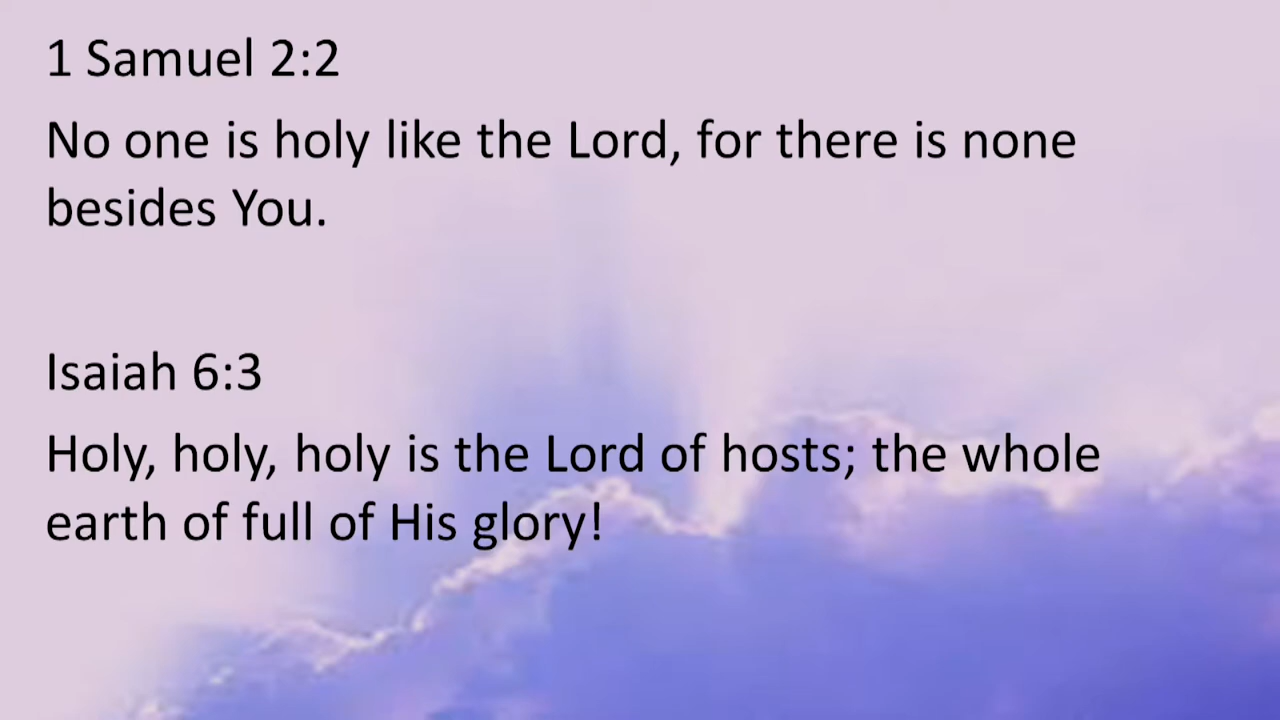 1 Samuel 2:2
No one is holy like the Lord, for there is none
besides You.
Isaiah 6:3
Holy, holy, holy is the Lord of hosts; the whole
earth of full of His glory!